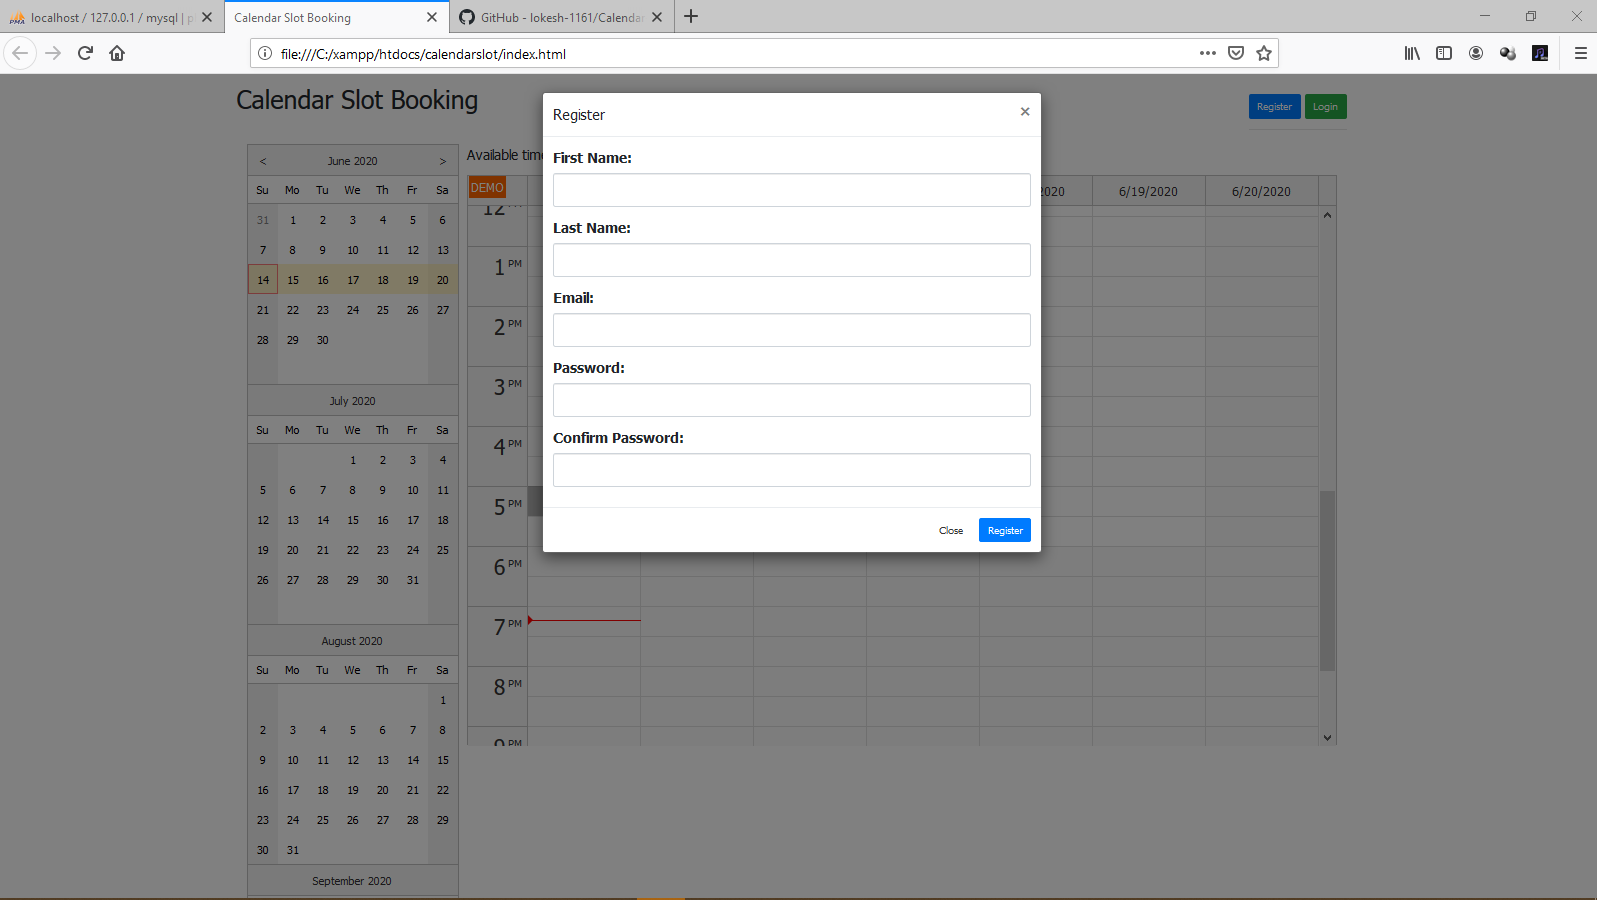 localhost / 127.0.0.1 / mysql | p
Calendar Slot Booking
GitHub - lokesh-1161/Calenda
file:///C:/xampp/htdocs/calendarslot/index.html
Calendar Slot Booking
Register Login
< June 2020 >
Su Mo Tu We Th Fr Sa
31 1 2 3 4 5 6
7 8 9 10 11 12 13
14 15 16 17 18 19 20
21 22 23 24 25 26 27
28 29 30
July 2020
Su Mo Tu We Th Fr Sa
1 2 3 4
5 6 7 8 9 10 11
12 13 14 15 16 17 18
19 20 21 22 23 24 25
26 27 28 29 30 31
August 2020
Su Mo Tu We Th Fr Sa
1
2 3 4 5 6 7 8
9 10 11 12 13 14 15
16 17 18 19 20 21 22
23 24 25 26 27 28 29
30 31
September 2020
Available tim
DEMO
2020 6/19/2020 6/20/2020
12
1 PM
2 PM
3 PM
4 PM
5 PM
6 PM
7 PM
8 PM
9 PM
Register ×
First Name:
Last Name:
Email:
Password:
Confirm Password:
Close Register